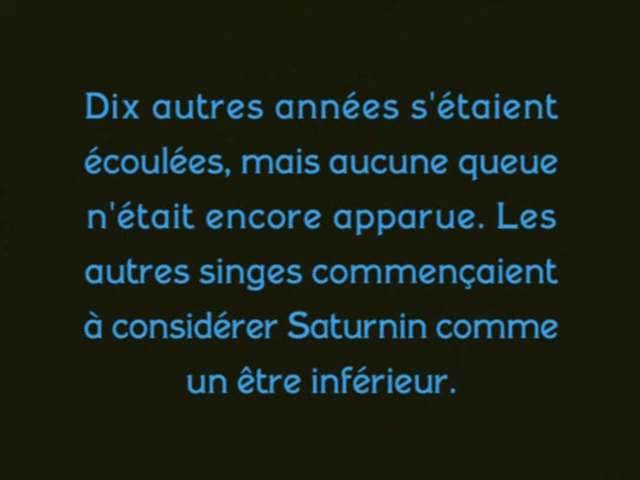 Dix autres années s'étaient
écoulées, mais aucune queue
n'était encore apparue. Les
autres singes commençaient
à considérer Saturnin comme
un être inférieur.